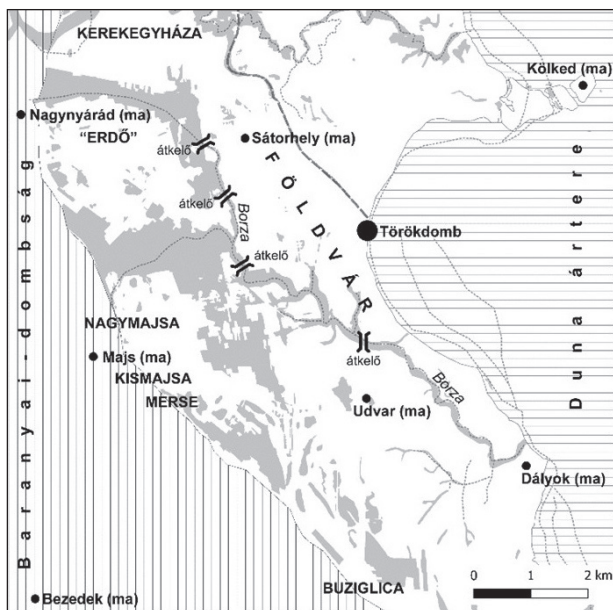 KEREKEGYHÁZA
Kölked (ma)
Nagynyárád (ma)
"ERDŐ"
Sátorhely (ma)
átkelő
FÖLDVÁR
átkelő
Borza
Törökdomb
átkelő
Duna ártere
Baranyai-dombság
NAGYMAJSA
átkelő
Majs (ma)
KISMAJSA
Borza
MERSE
Udvar (ma)
Dályok (ma)
BUZIGLICA
Bezedek (ma)
0 1 2 km